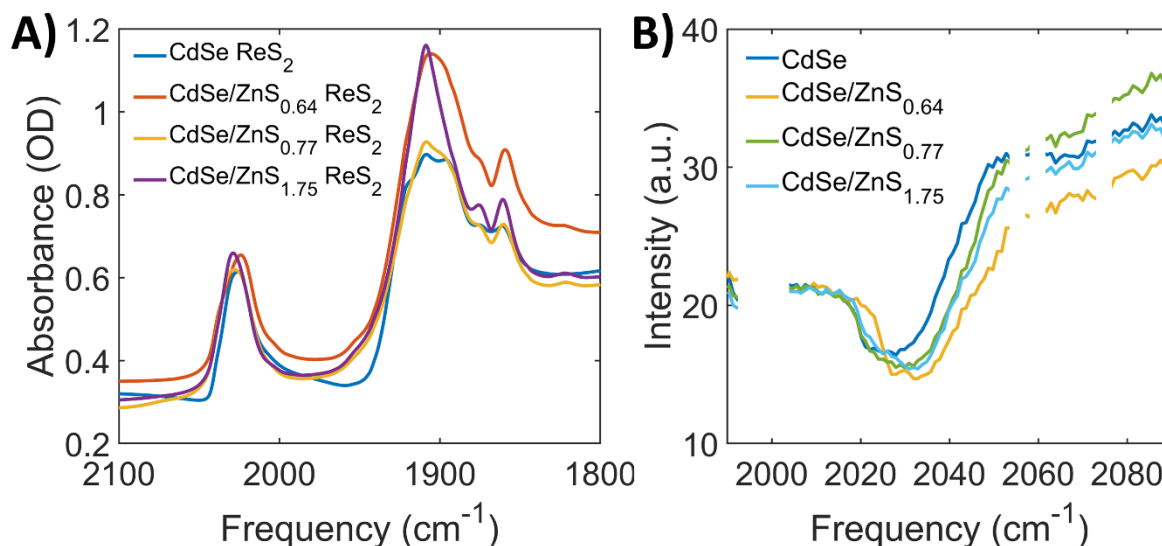 A)
1.2
1
0.8
0.6
0.4
0.2
Absorbance (OD)
CdSe ReS₂
CdSe/ZnS₀.₆₄ ReS₂
CdSe/ZnS₀.₇₇ ReS₂
CdSe/ZnS₁.₇₅ ReS₂
2100 2000 1900 1800
Frequency (cm⁻¹)
B)
40
30
20
10
Intensity (a.u.)
CdSe
CdSe/ZnS₀.₆₄
CdSe/ZnS₀.₇₇
CdSe/ZnS₁.₇₅
2000 2020 2040 2060 2080
Frequency (cm⁻¹)